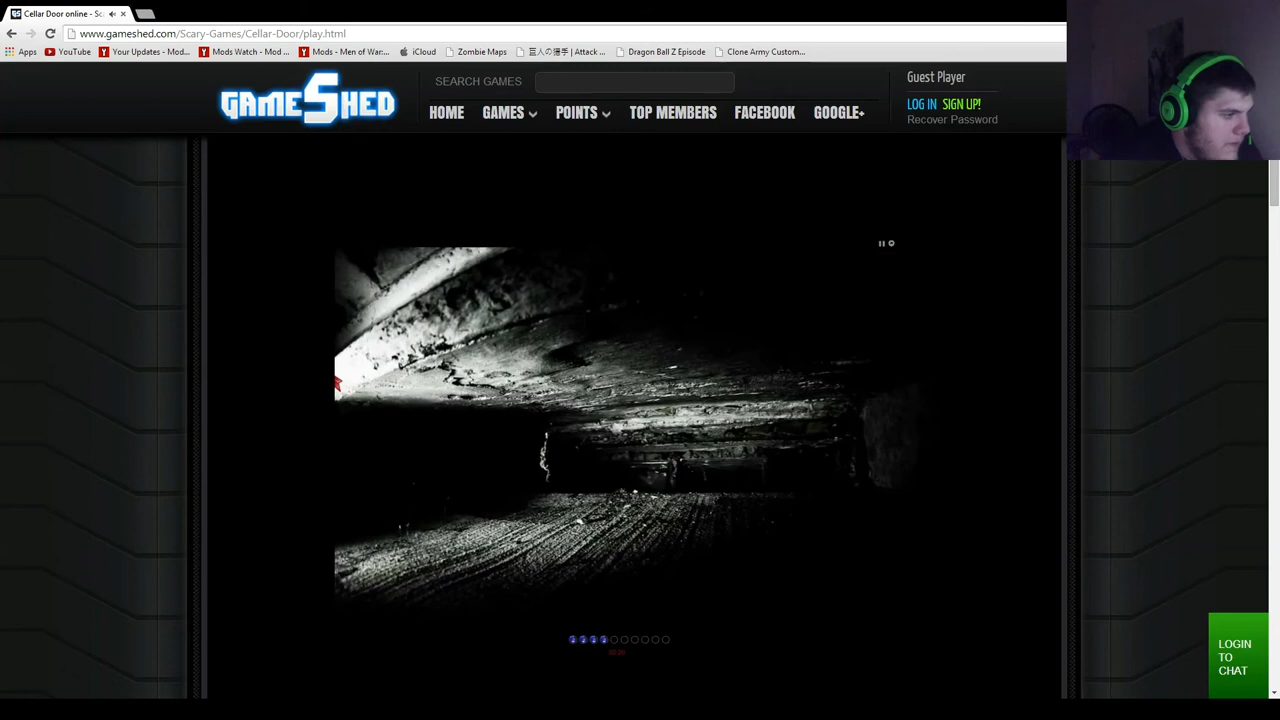 Cellar Door online - Sc
www.gameshed.com/Scary-Games/Cellar-Door/play.html
Apps YouTube Your Updates - Mod... Mods Watch - Mod ... Mods - Men of War:... iCloud Zombie Maps Attack ... Dragon Ball Z Episode Clone Army Custom...
GAMESHED
SEARCH GAMES
Guest Player
LOG IN SIGN UP!
Recover Password
HOME GAMES POINTS TOP MEMBERS FACEBOOK GOOGLE+
LOGIN
TO
CHAT